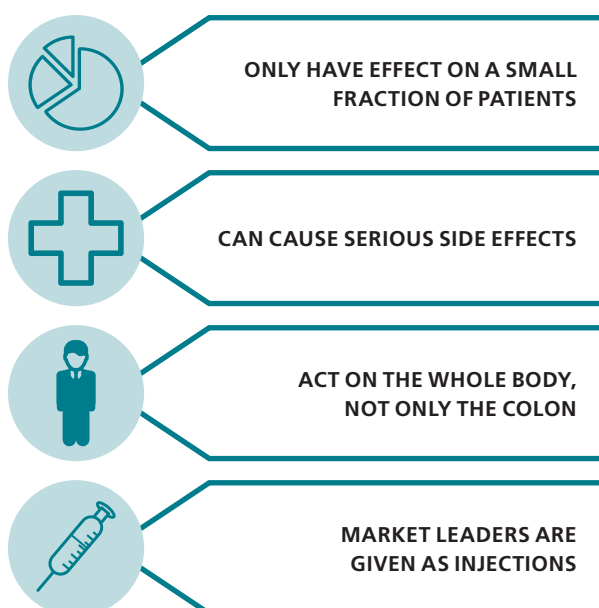 ONLY HAVE EFFECT ON A SMALL
FRACTION OF PATIENTS
CAN CAUSE SERIOUS SIDE EFFECTS
ACT ON THE WHOLE BODY,
NOT ONLY THE COLON
MARKET LEADERS ARE
GIVEN AS INJECTIONS